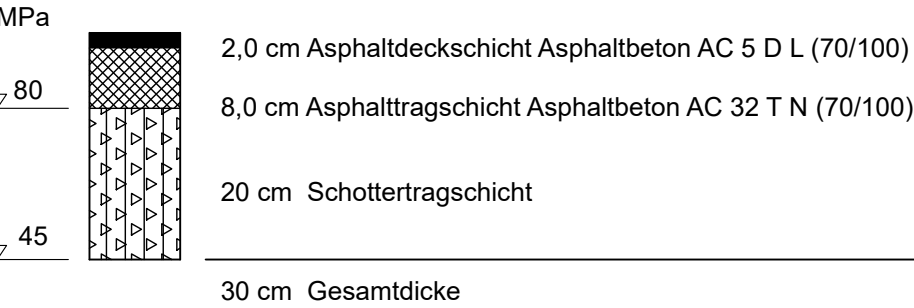 MPa
2,0 cm Asphaltdeckschicht Asphaltbeton AC 5 D L (70/100)
80
8,0 cm Asphalttragschicht Asphaltbeton AC 32 T N (70/100)
20 cm Schottertragschicht
45
30 cm Gesamtdicke